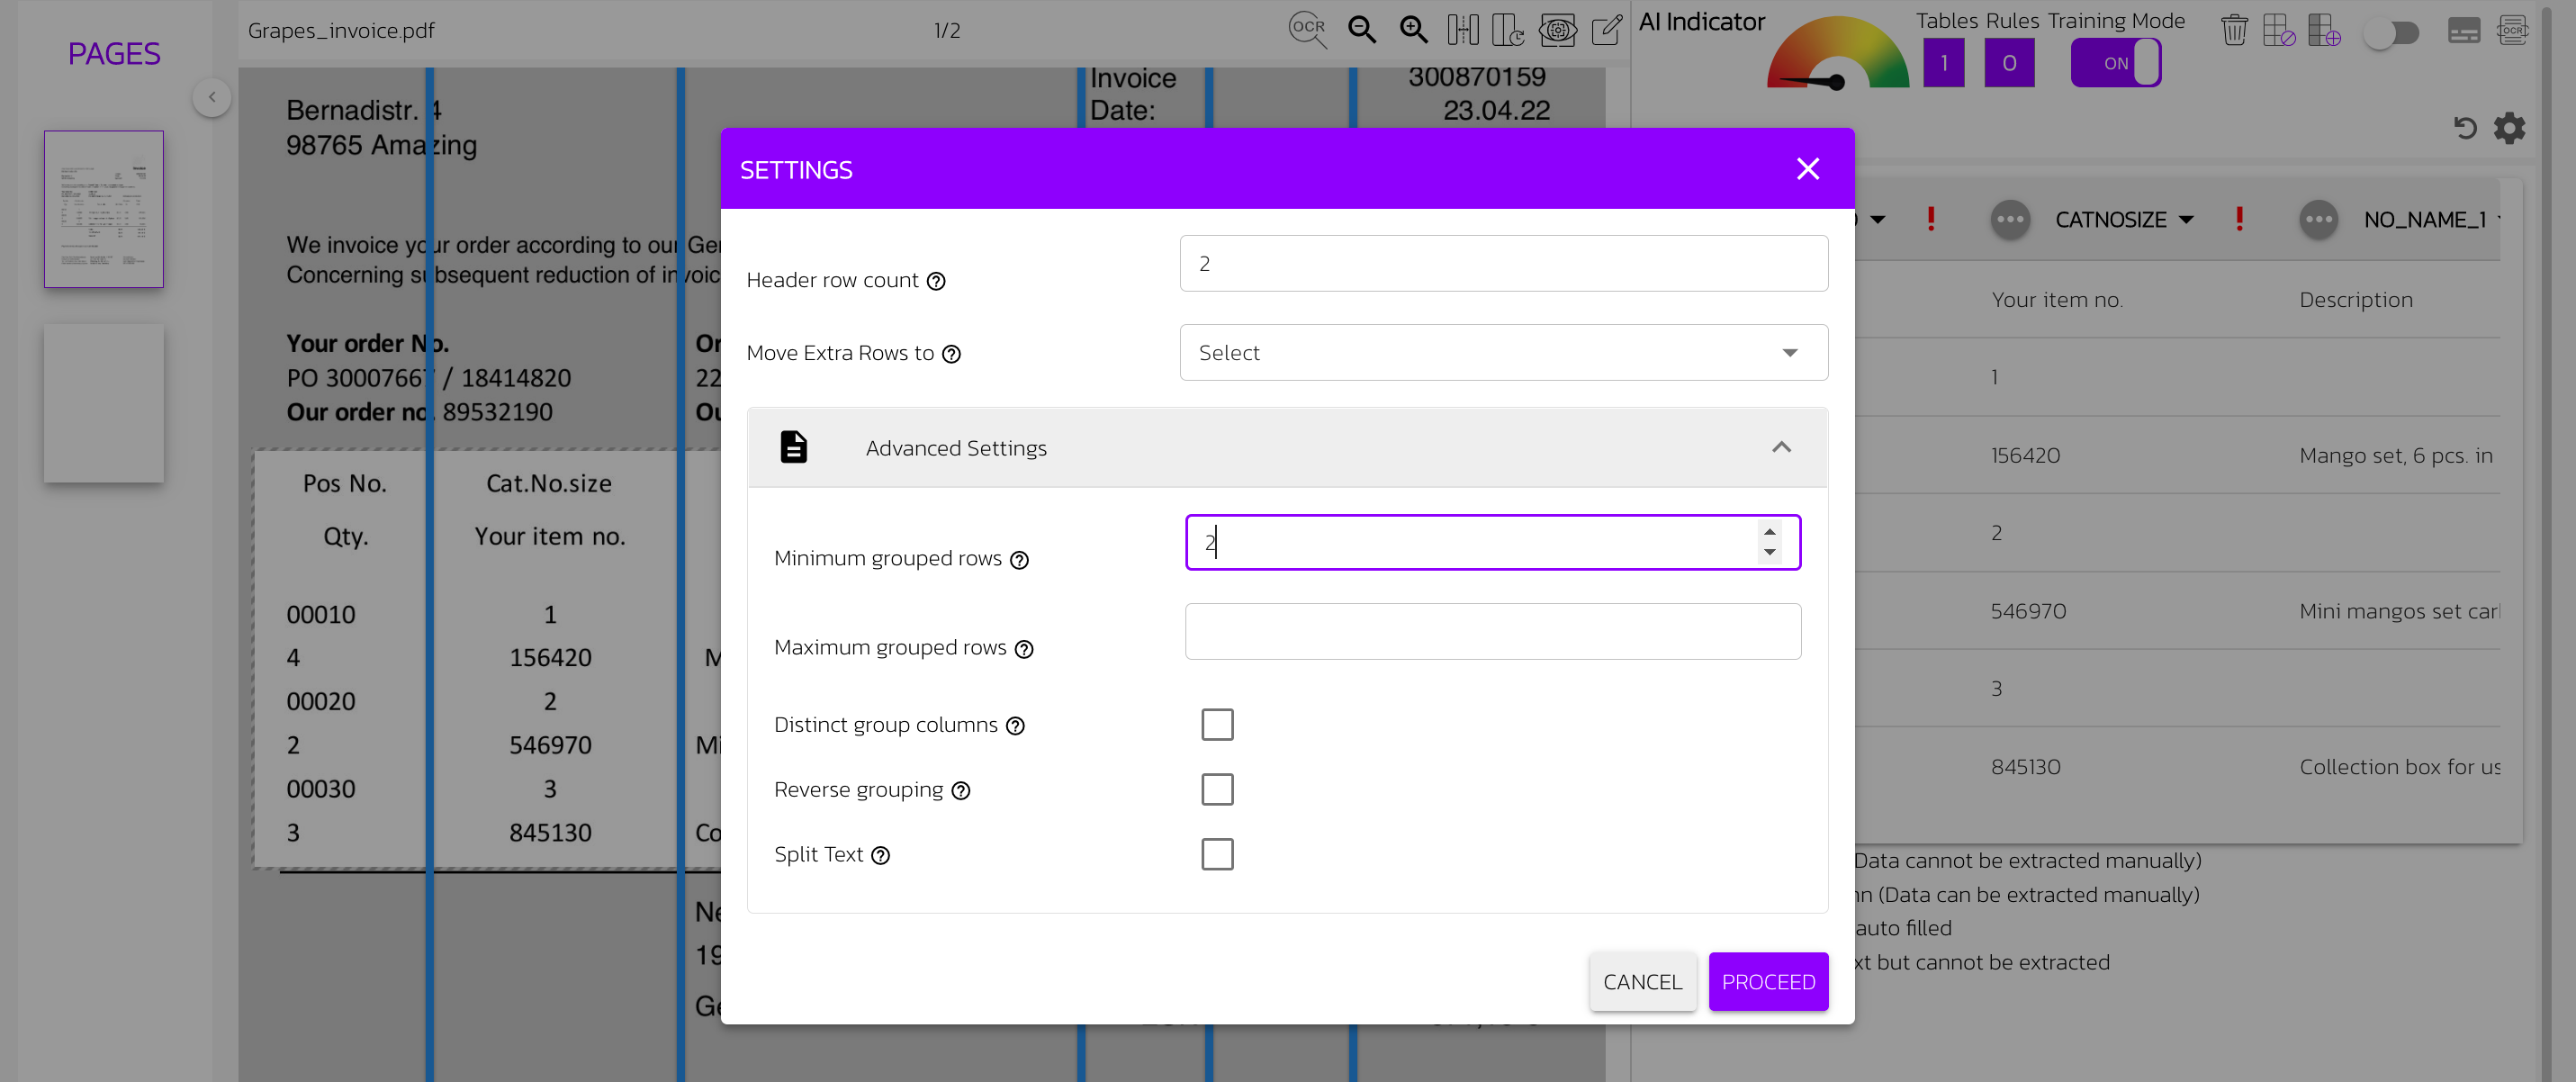 PAGES
Grapes_invoice.pdf
1/2
OCR
AI Indicator
Tables Rules Training Mode
1 0 ON
OCR
Invoice 300870159
Date: 23.04.22
Bernadistr. 4
98765 Amazing
We invoice your order according to our Ge
Concerning subsequent reduction of invoic
Your order No.
PO 30007667 / 18414820
22
Our order no. 89532190
Pos No. Cat.No.size
Qty. Your item no.
00010 1
4 156420 M
00020 2
2 546970 Mi
00030 3
3 845130 Co
Ne
19
SETTINGS
Header row count
2
Move Extra Rows to
Select
Advanced Settings
Minimum grouped rows
2
Maximum grouped rows
Distinct group columns
Reverse grouping
Split Text
CANCEL
PROCEED
CATNOSIZE NO_NAME_1
Your item no. Description
1
156420 Mango set, 6 pcs. in
2
546970 Mini mangos set car
3
845130 Collection box for us
Data cannot be extracted manually)
(Data can be extracted manually)
auto filled
xt but cannot be extracted